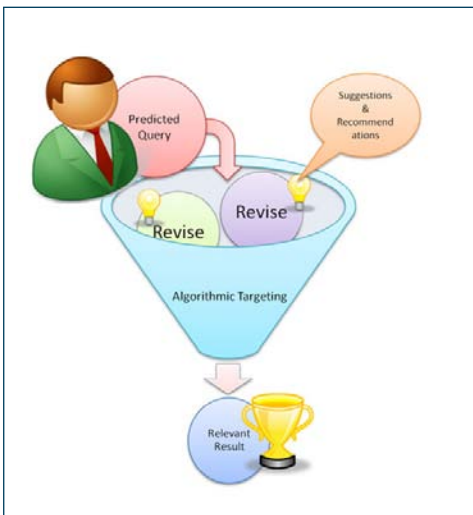 Predicted
Query
Suggestions
&
Recommend
ations
Revise
Revise
Algorithmic Targeting
Relevant
Result